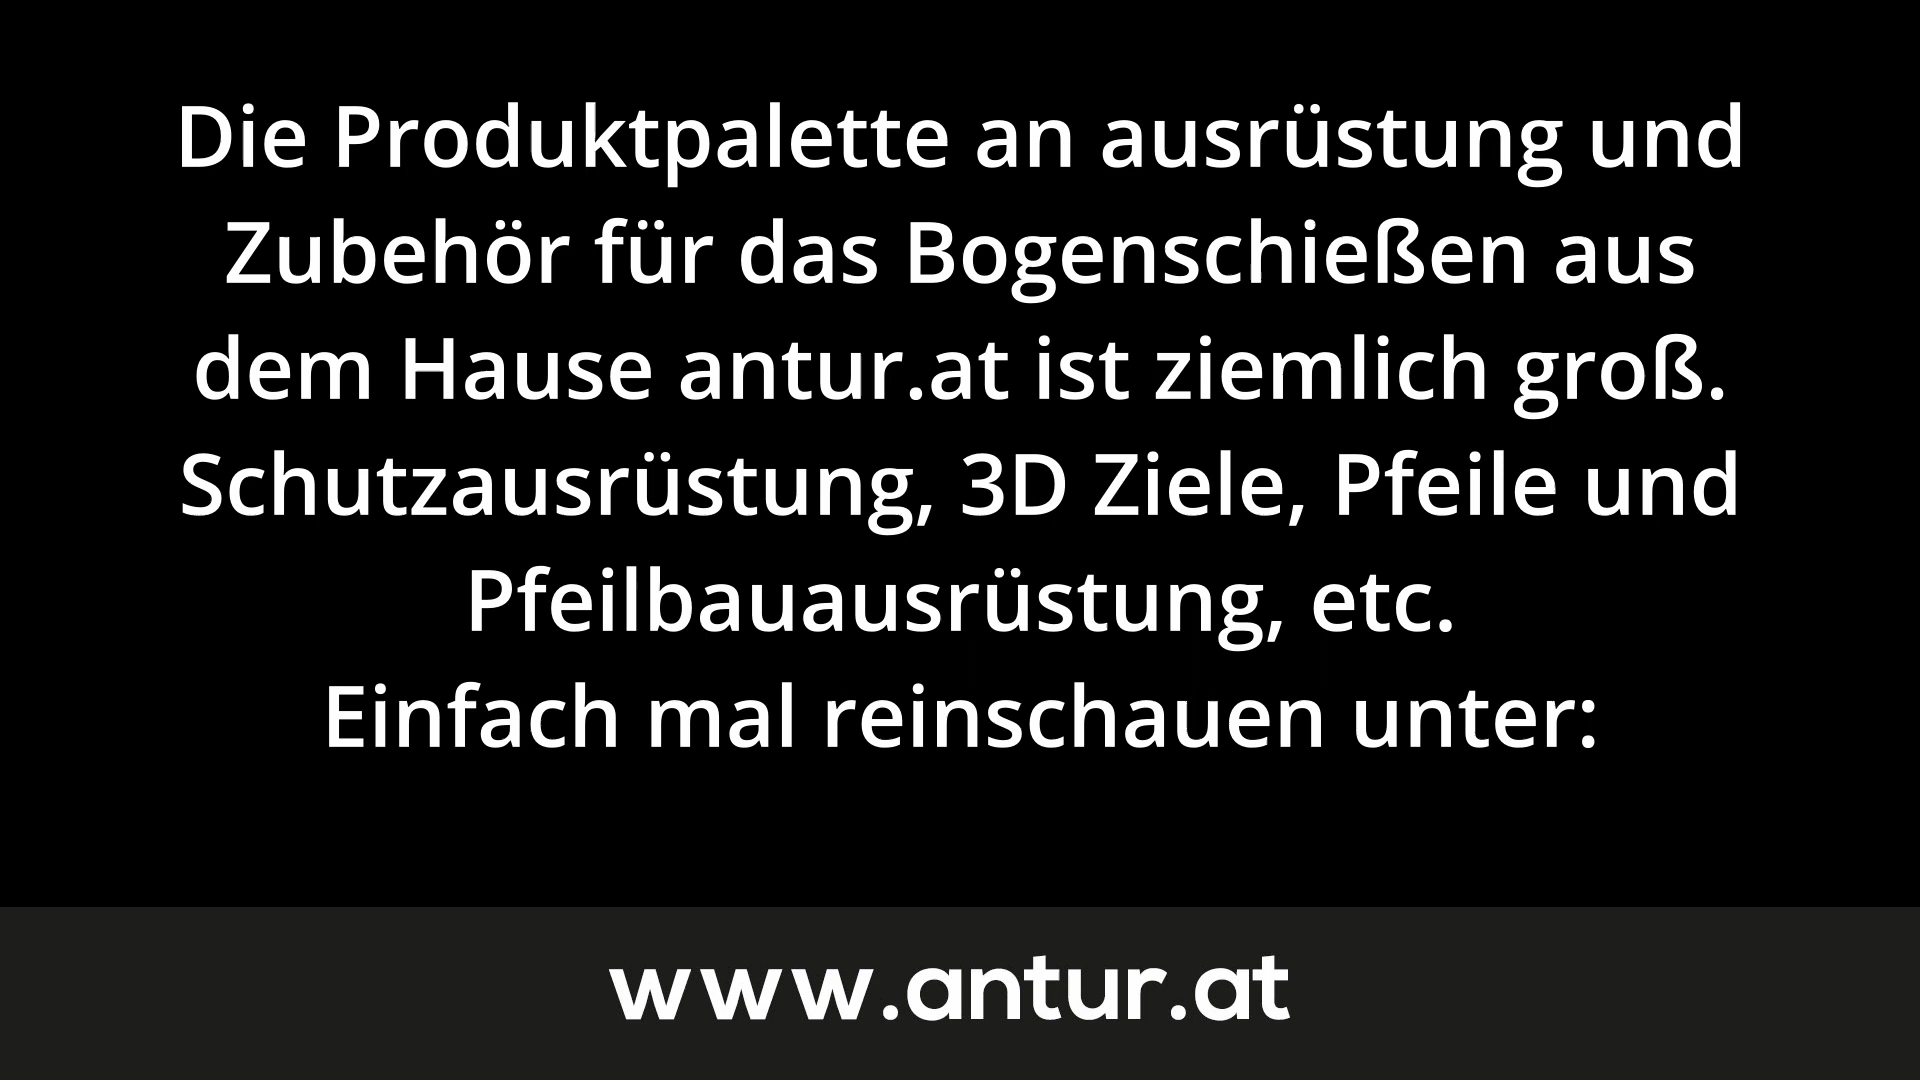 Die Produktpalette an ausrüstung und
Zubehör für das Bogenschießen aus
dem Hause antur.at ist ziemlich groß.
Schutzausrüstung, 3D Ziele, Pfeile und
Pfeilbauausrüstung, etc.
Einfach mal reinschauen unter:
www.antur.at